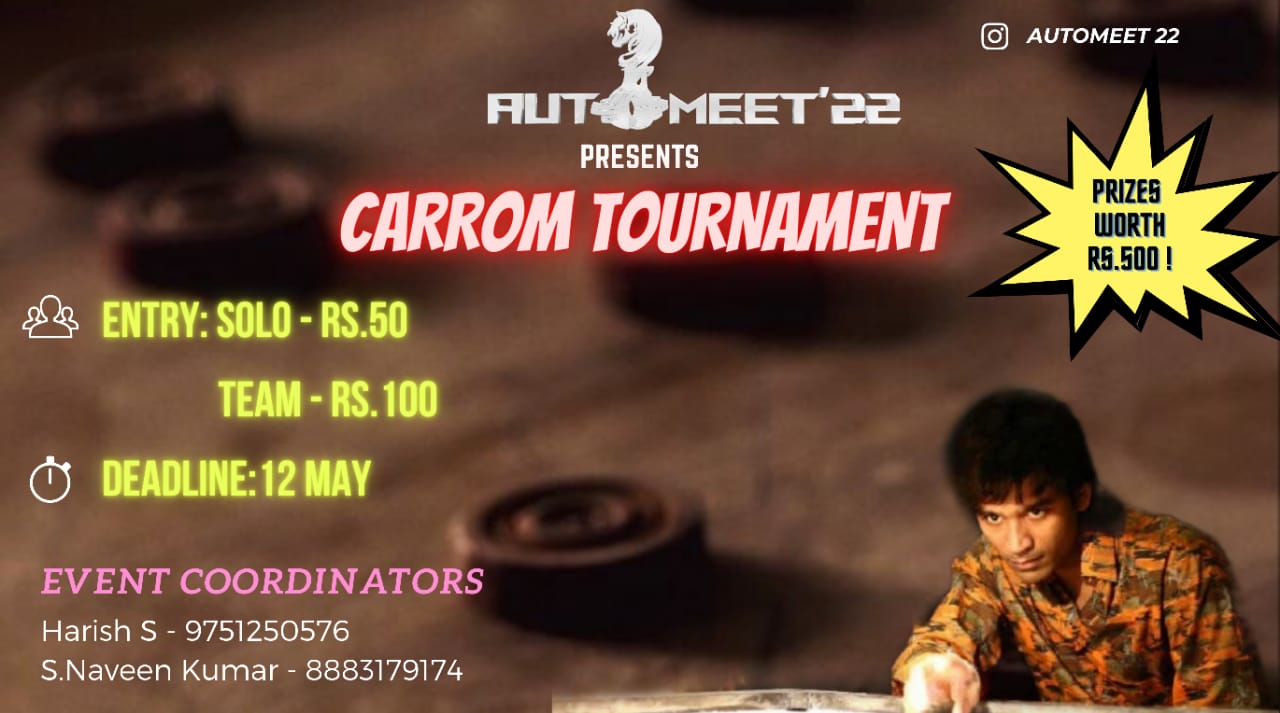 AUTOMEET'22
AUTOMEET 22
PRESENTS
CARROM TOURNAMENT
PRIZES
WORTH
RS.500 !
ENTRY: SOLO - RS.50
TEAM - RS.100
DEADLINE:12 MAY
EVENT COORDINATORS
Harish S - 9751250576
S.Naveen Kumar - 8883179174